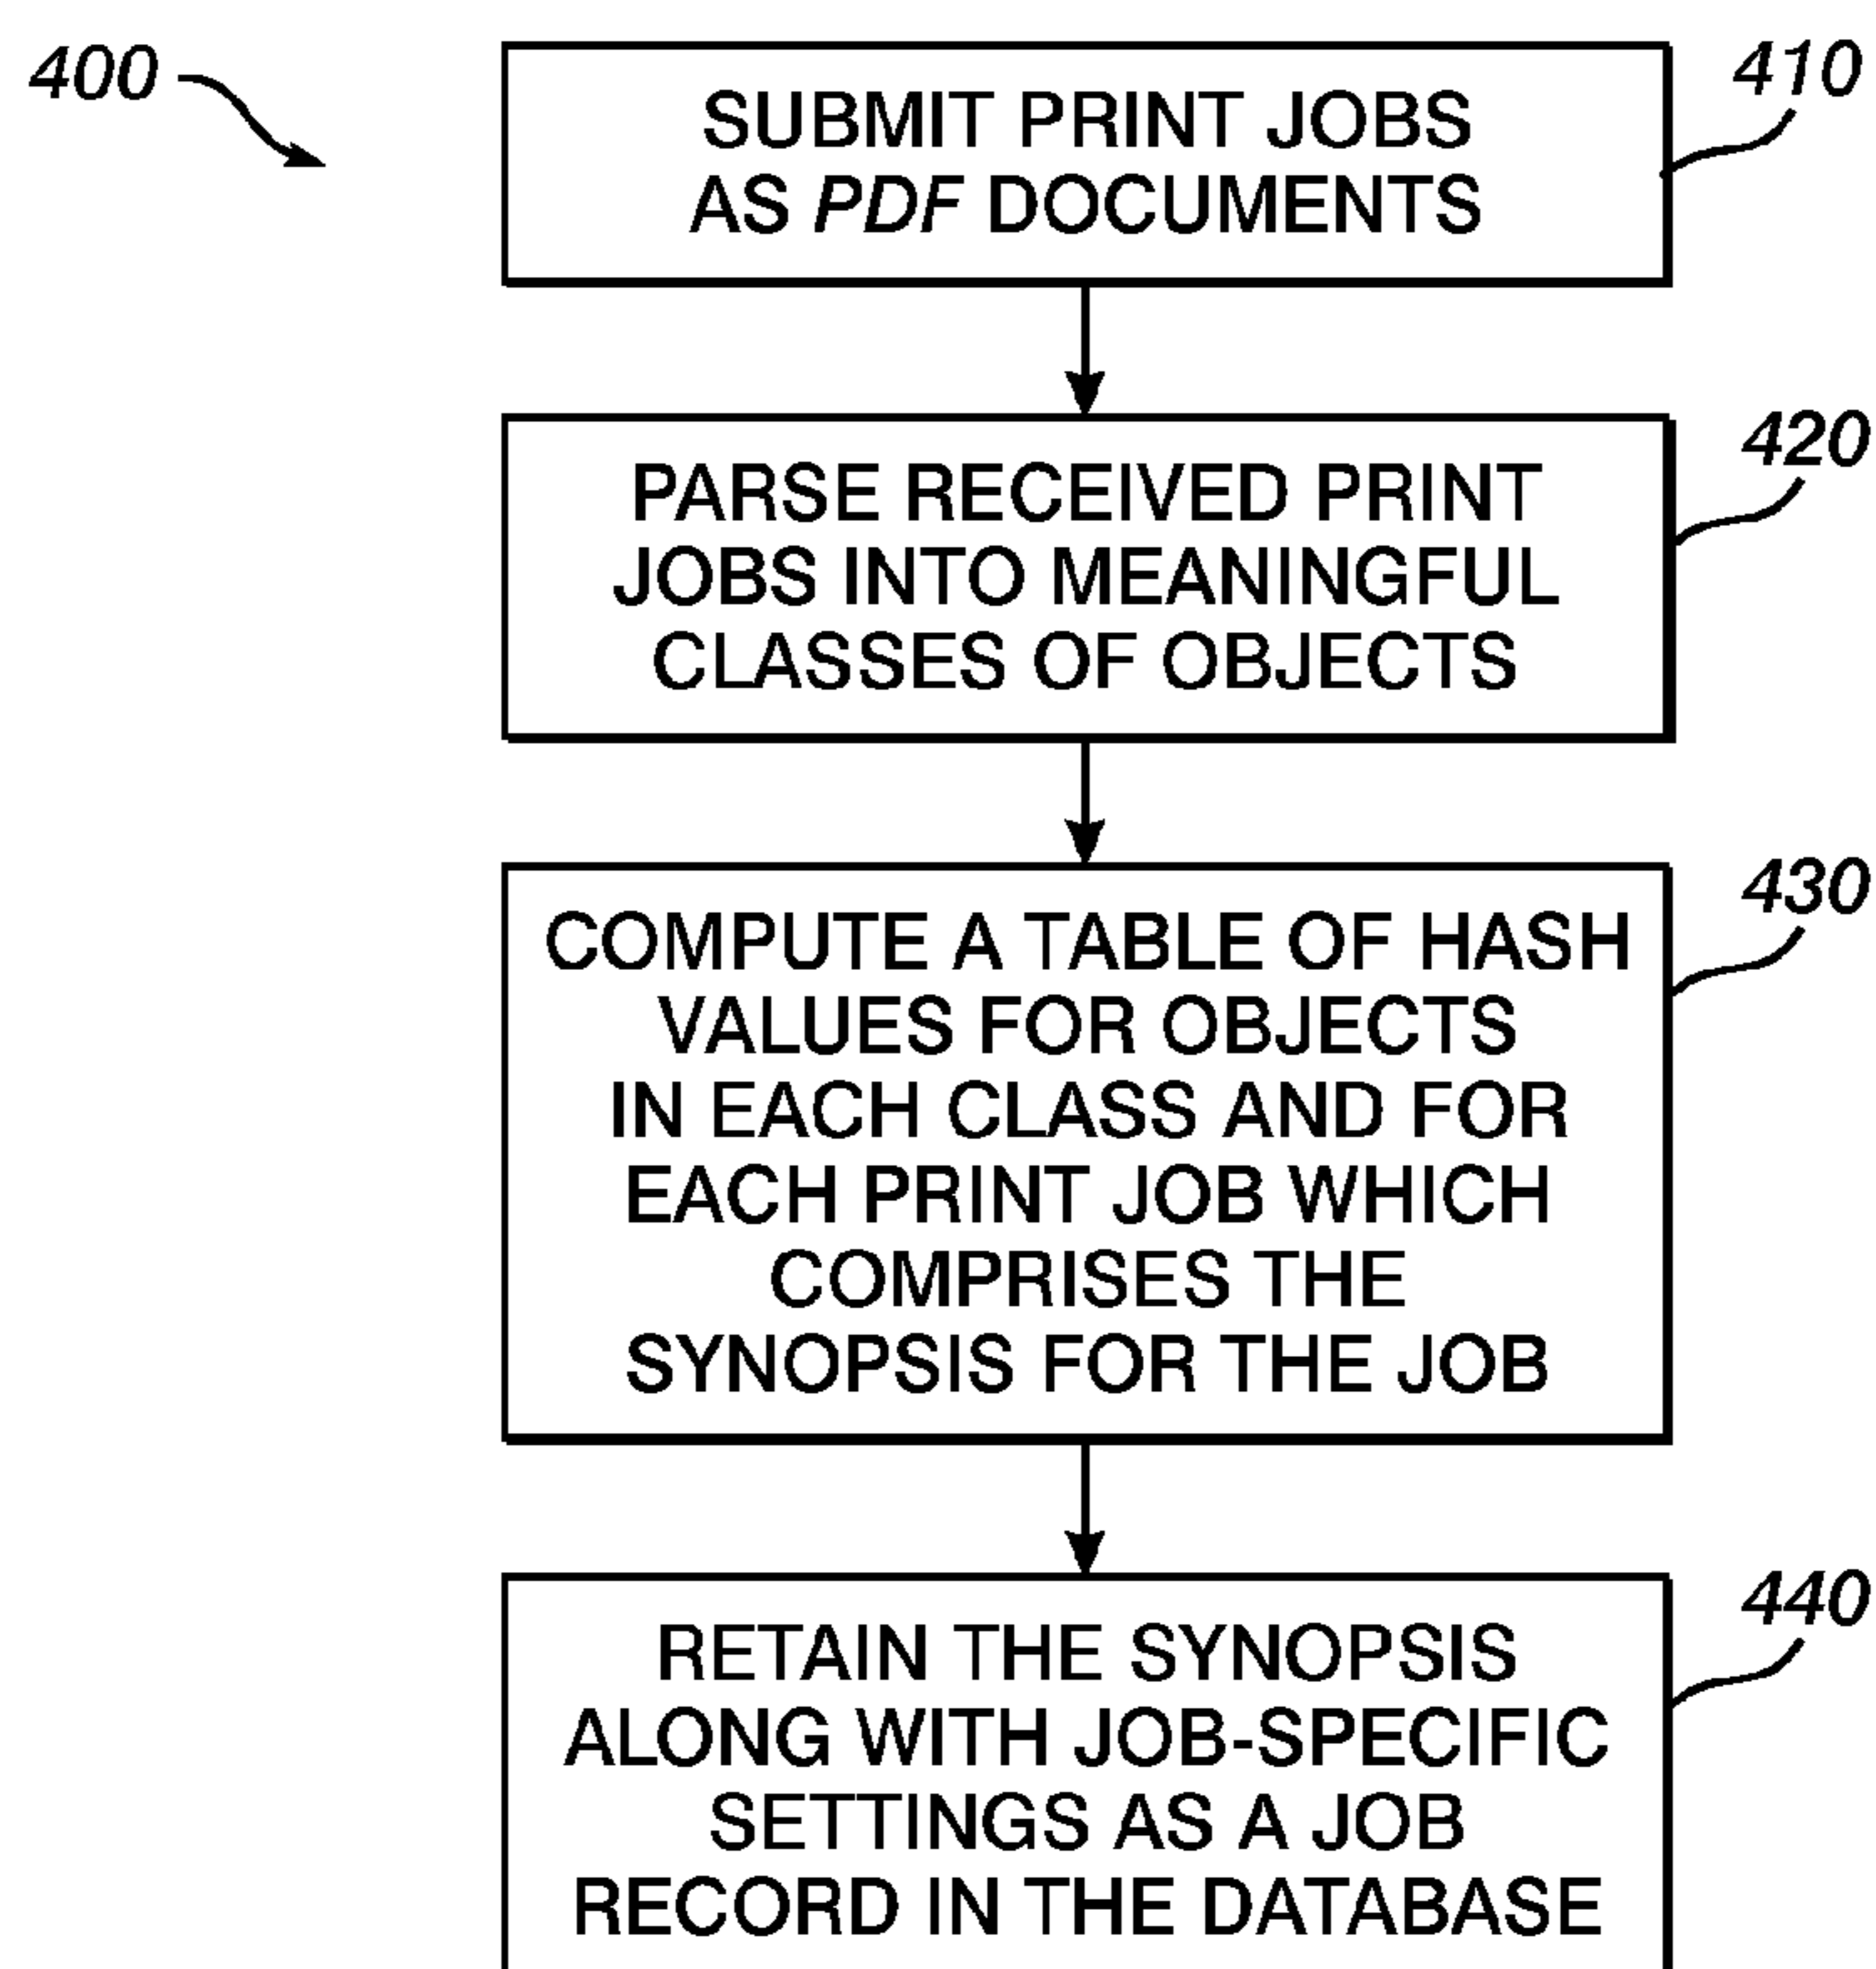 400
410
SUBMIT PRINT JOBS
AS PDF DOCUMENTS
420
PARSE RECEIVED PRINT
JOBS INTO MEANINGFUL
CLASSES OF OBJECTS
430
COMPUTE A TABLE OF HASH
VALUES FOR OBJECTS
IN EACH CLASS AND FOR
EACH PRINT JOB WHICH
COMPRISES THE
SYNOPSIS FOR THE JOB
440
RETAIN THE SYNOPSIS
ALONG WITH JOB-SPECIFIC
SETTINGS AS A JOB
RECORD IN THE DATABASE